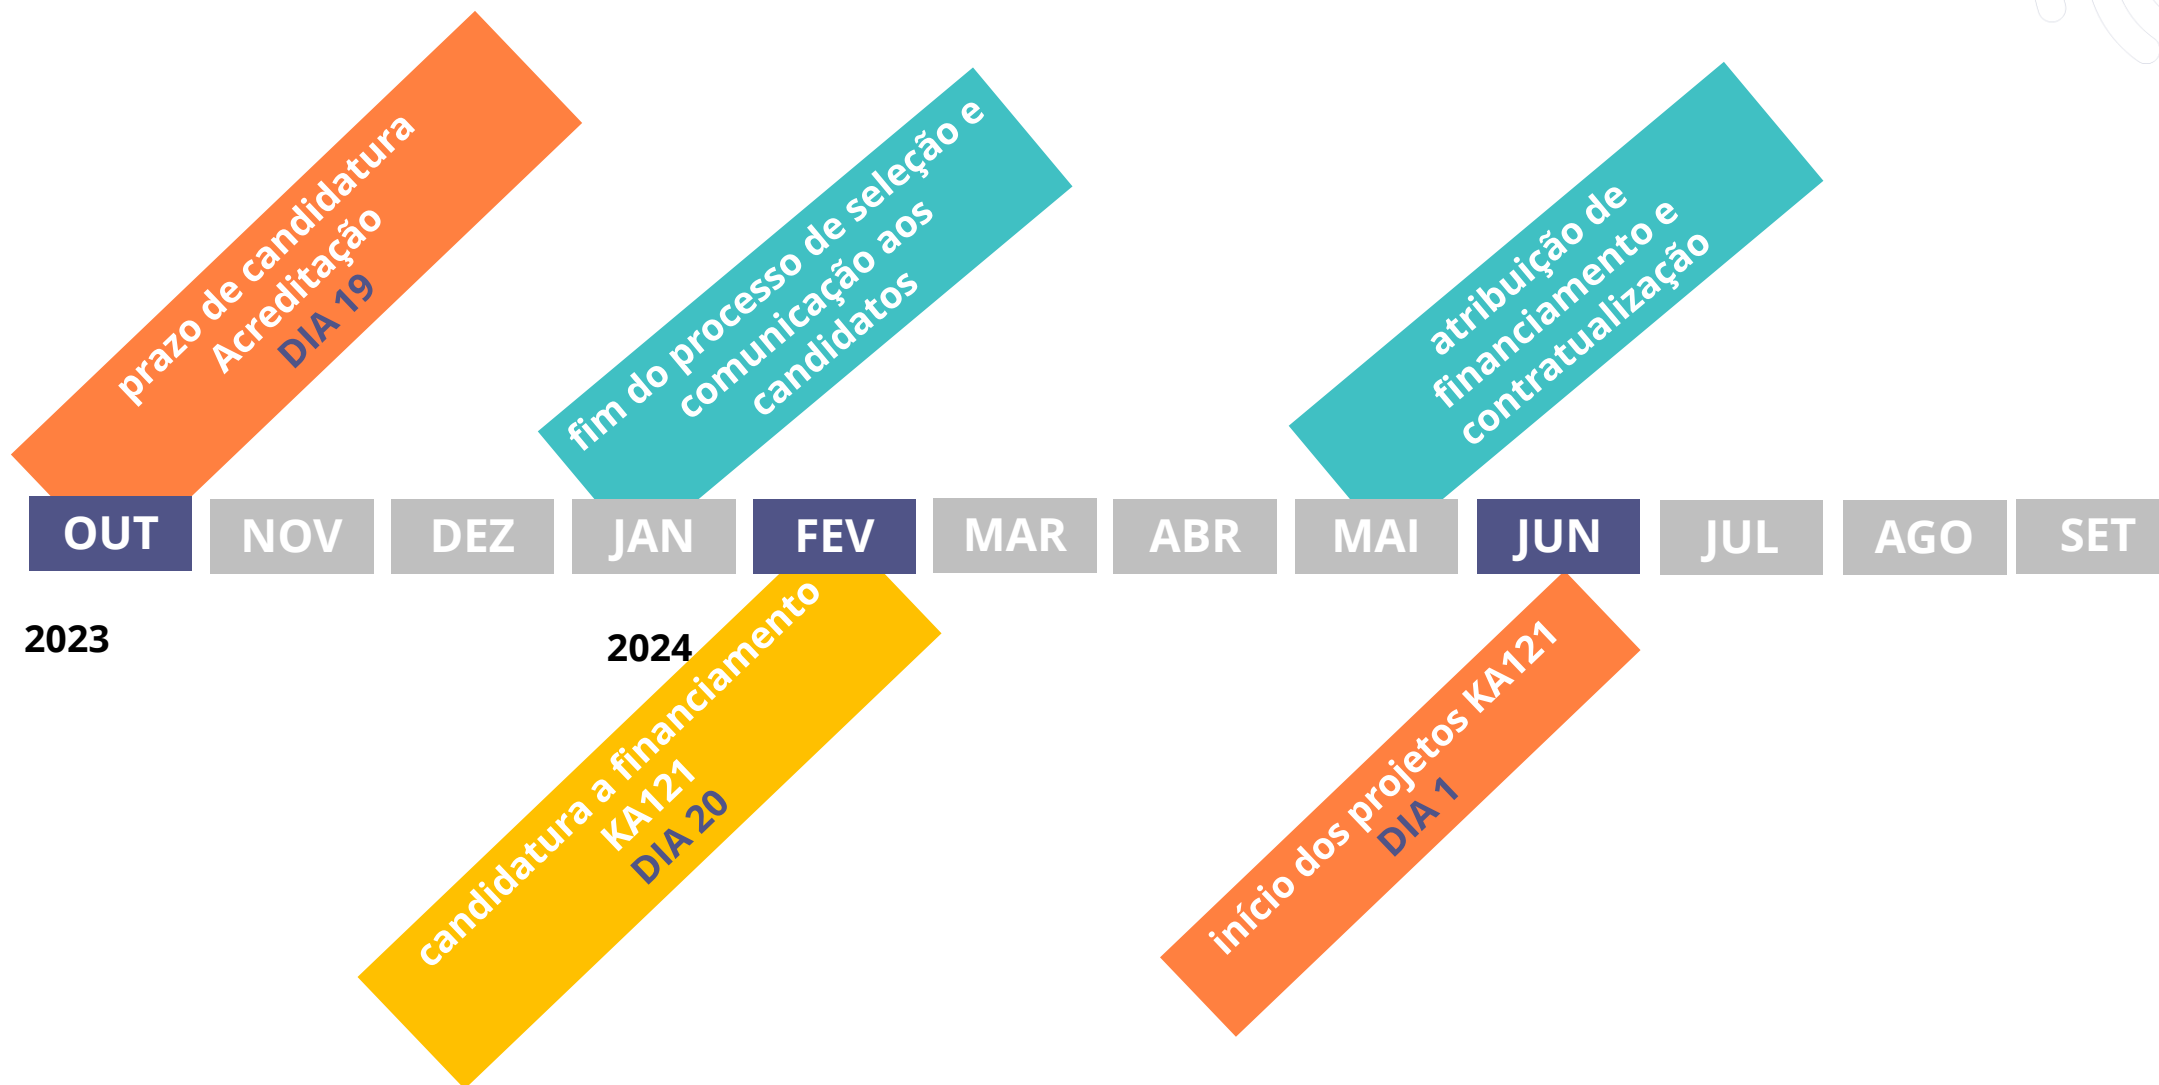 prazo de candidatura
Acreditação
DIA 19
fim do processo de seleção e
comunicação aos
candidatos
atribuição de
financiamento e
contratualização
OUT
NOV
DEZ
JAN
FEV
MAR
ABR
MAI
JUN
JUL
AGO
SET
2023
2024
candidatura a financiamento
KA121
DIA 20
início dos projetos KA121
DIA 1